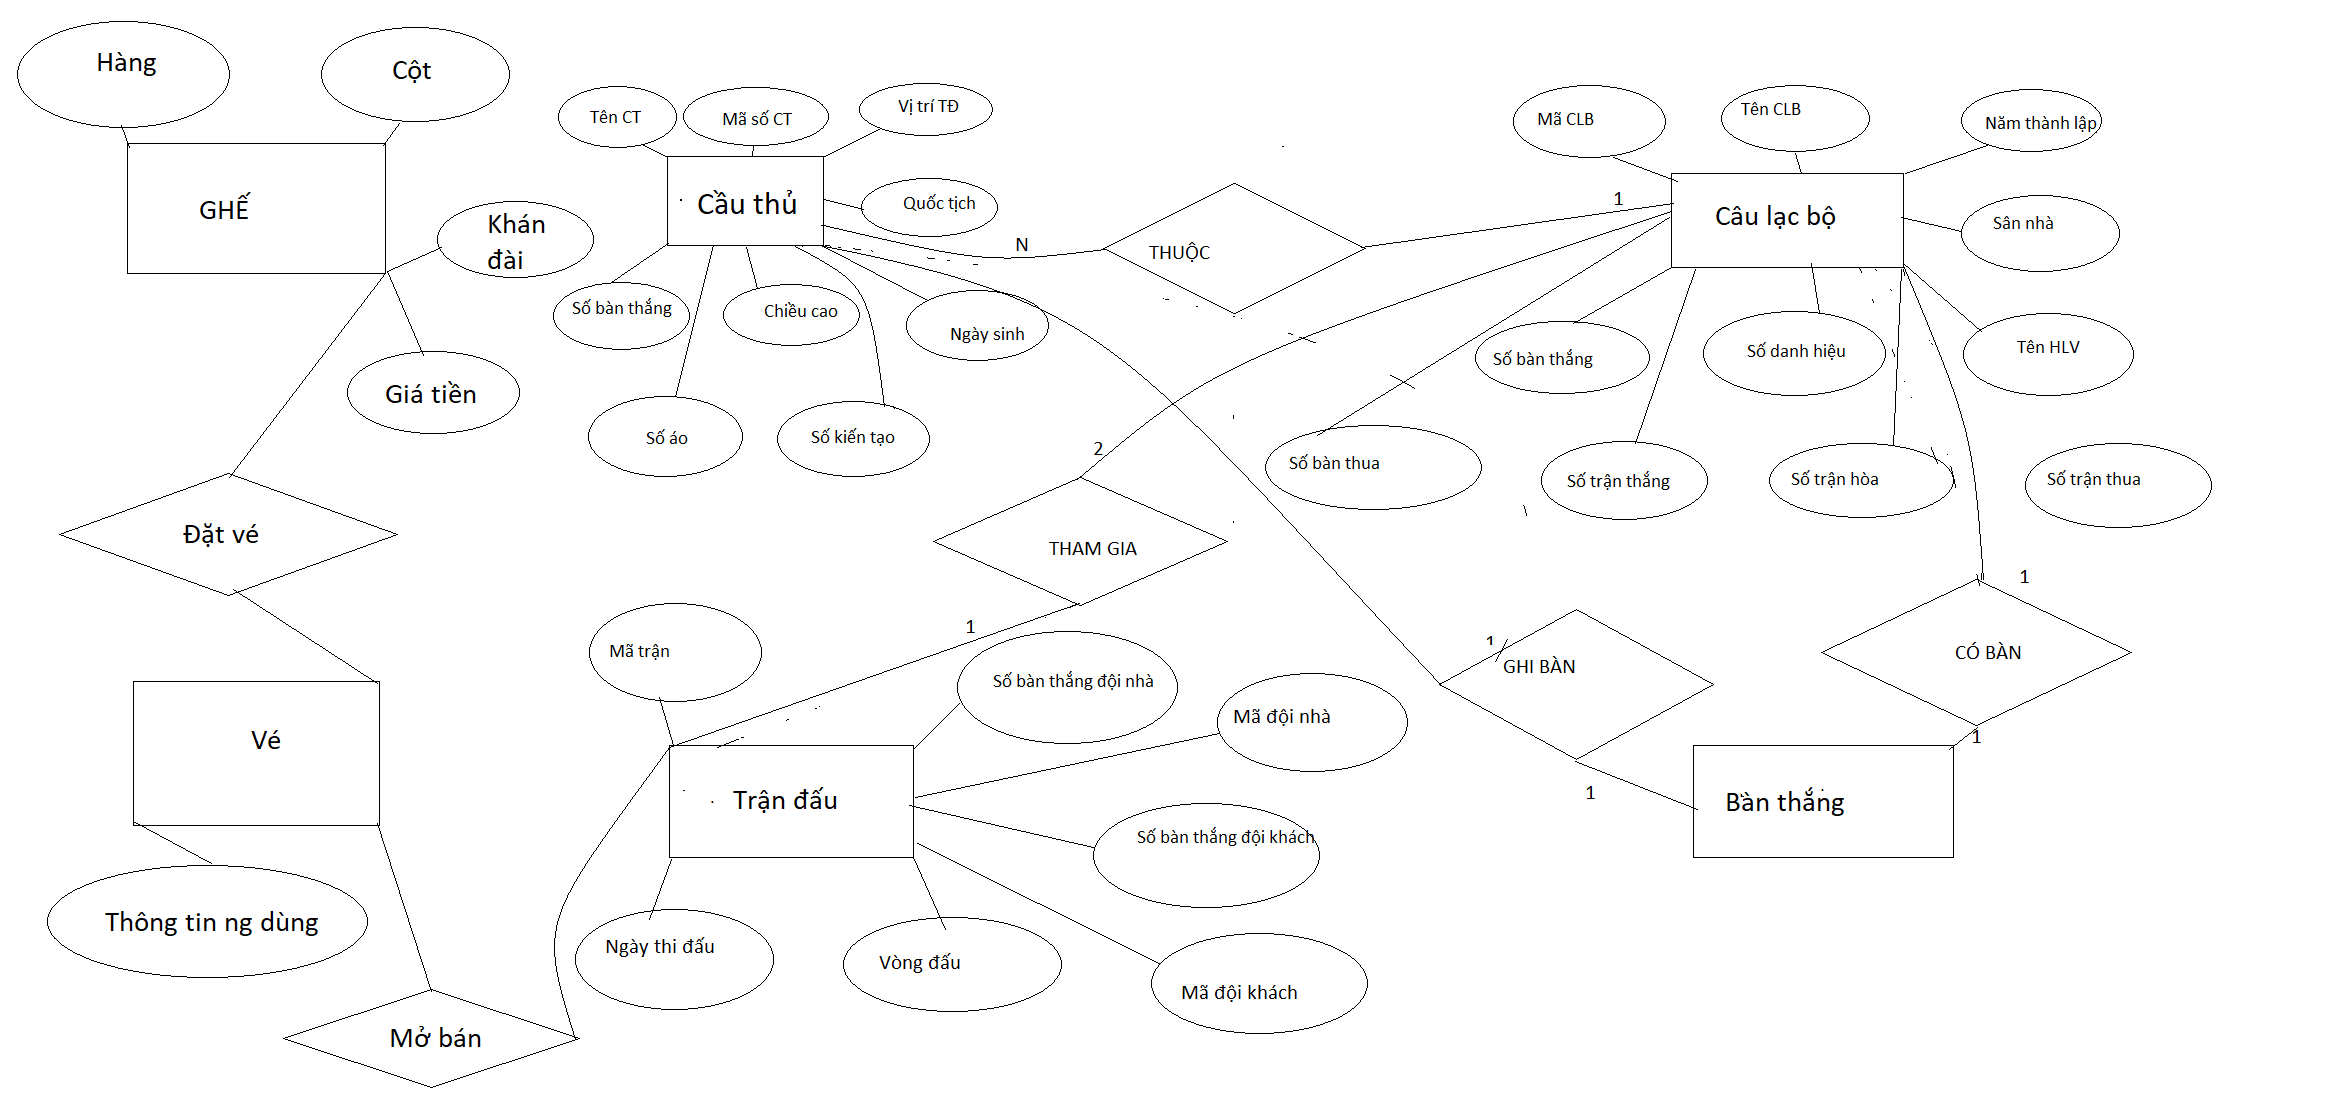 Hàng
Cột
Tên CT
Mã số CT
Vị trí TĐ
Mã CLB
Tên CLB
Năm thành lập
GHẾ
Khán
đài
Cầu thủ
Quốc tịch
N
THUỘC
1
Câu lạc bộ
Sân nhà
Số bàn thắng
Chiều cao
Ngày sinh
Số bàn thắng
Số danh hiệu
Tên HLV
Giá tiền
Số áo
Số kiến tạo
2
Số bàn thua
Số trận thắng
Số trận hòa
Số trận thua
Đặt vé
THAM GIA
1
1
Mã trận
1
Số bàn thắng đội nhà
GHI BÀN
CÓ BÀN
Vé
Mã đội nhà
1
Trận đấu
1
Bàn thắng
Số bàn thắng đội khách
Thông tin ng dùng
Ngày thi đấu
Vòng đấu
Mã đội khách
Mở bán